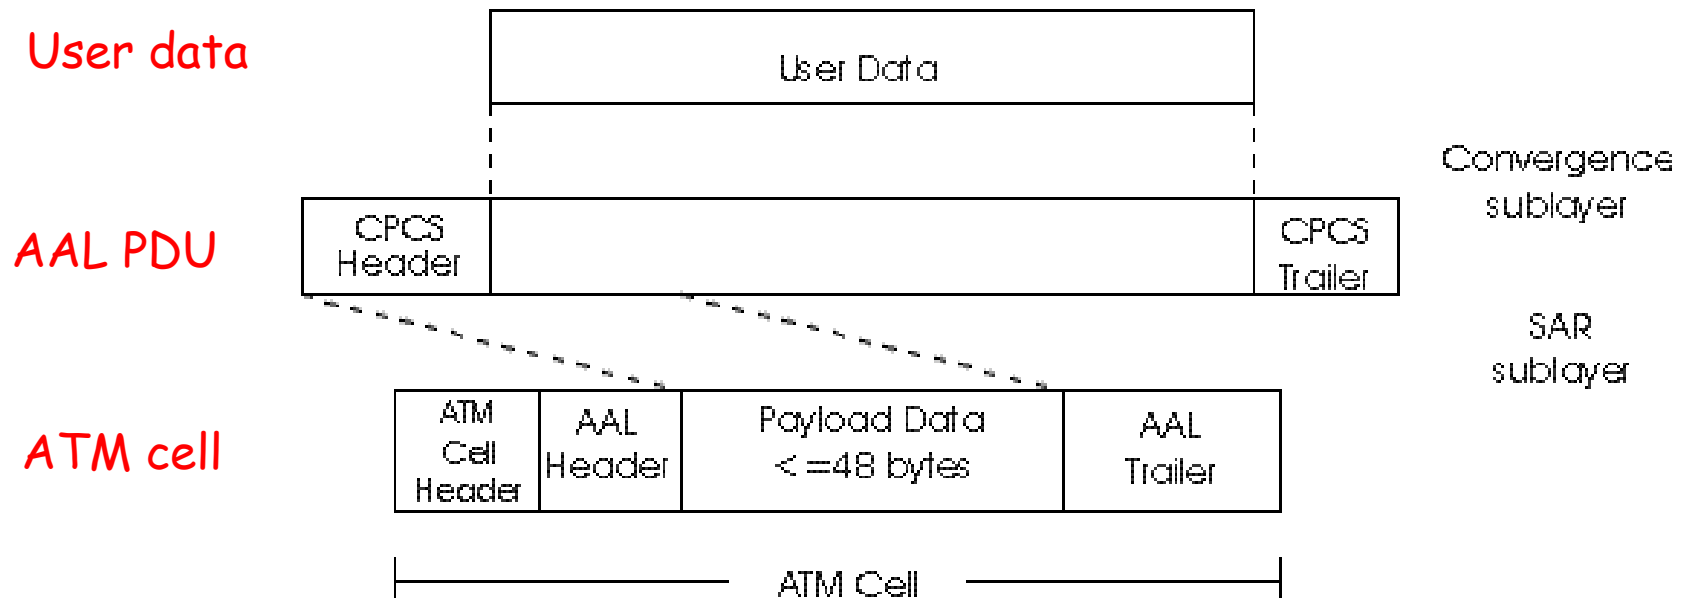 User data
User Data
Convergence
sublayer
AAL PDU
CPCS
Header
CPCS
Trailer
SAR
sublayer
ATM cell
ATM
Cell
Header
AAL
Header
Payload Data
< =48 bytes
AAL
Trailer
ATM Cell